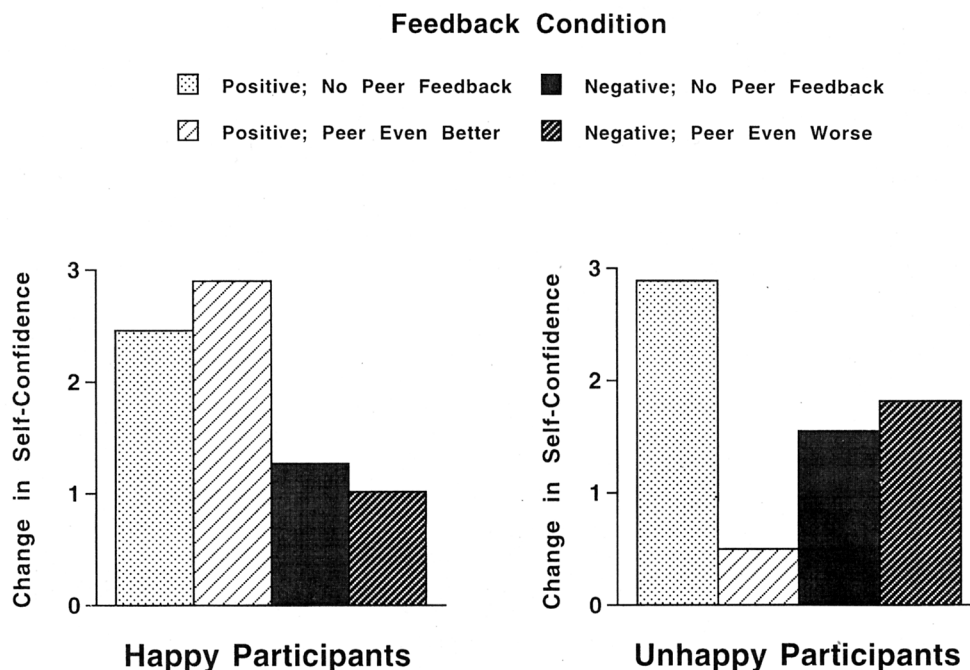 Feedback Condition
Positive; No Peer Feedback
Negative; No Peer Feedback
Positive; Peer Even Better
Negative; Peer Even Worse
Change in Self-Confidence
3
2
1
0
Happy Participants
Change in Self-Confidence
3
2
1
0
Unhappy Participants